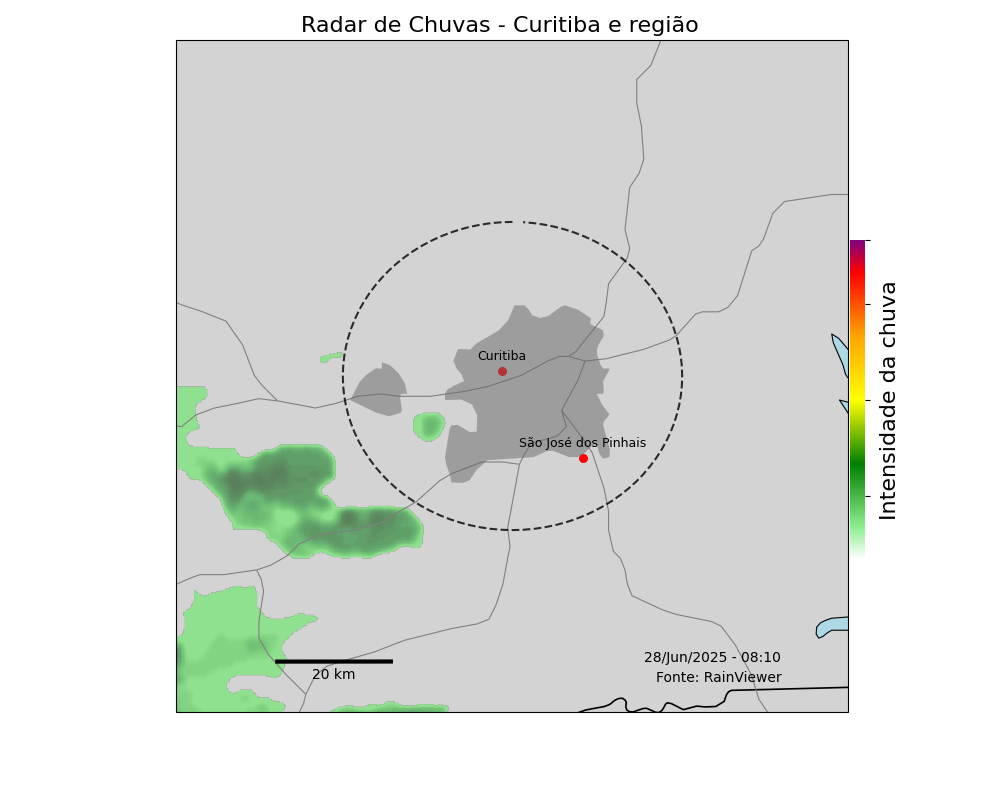 Radar de Chuvas - Curitiba e região
Curitiba
São José dos Pinhais
Intensidade da chuva
20 km
28/Jun/2025 - 08:10
Fonte: RainViewer